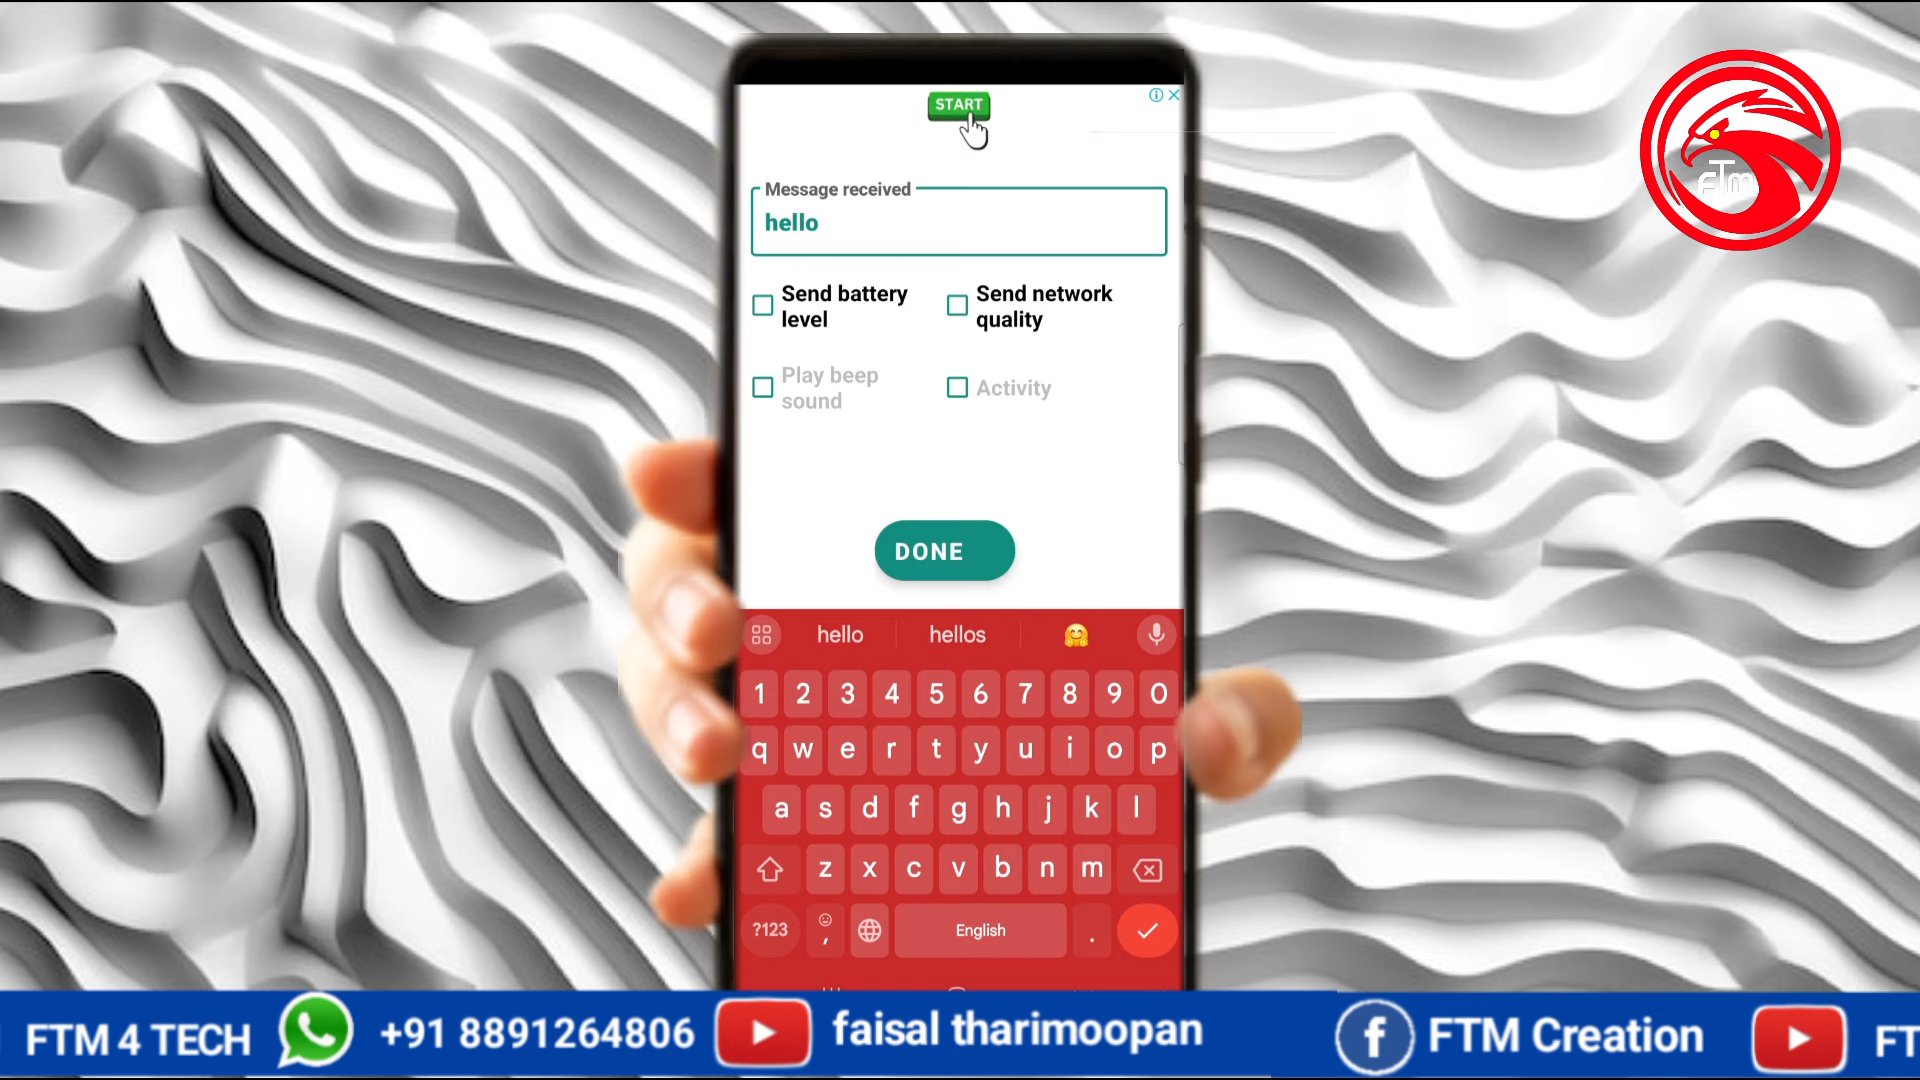 START
FTM
Message received
hello
Send battery level
Send network quality
Play beep sound
Activity
DONE
hello hellos
1 2 3 4 5 6 7 8 9 0
q w e r t y u i o p
a s d f g h j k l
z x c v b n m
?123 , English .
FTM 4 TECH +91 8891264806 faisal tharimoopan FTM Creation FT